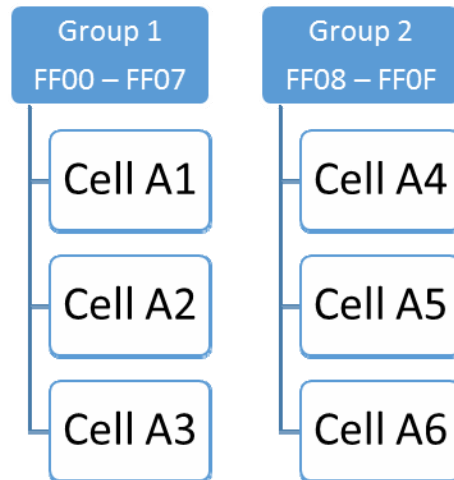 Group 1
FF00 – FF07
Cell A1
Cell A2
Cell A3
Group 2
FF08 – FF0F
Cell A4
Cell A5
Cell A6